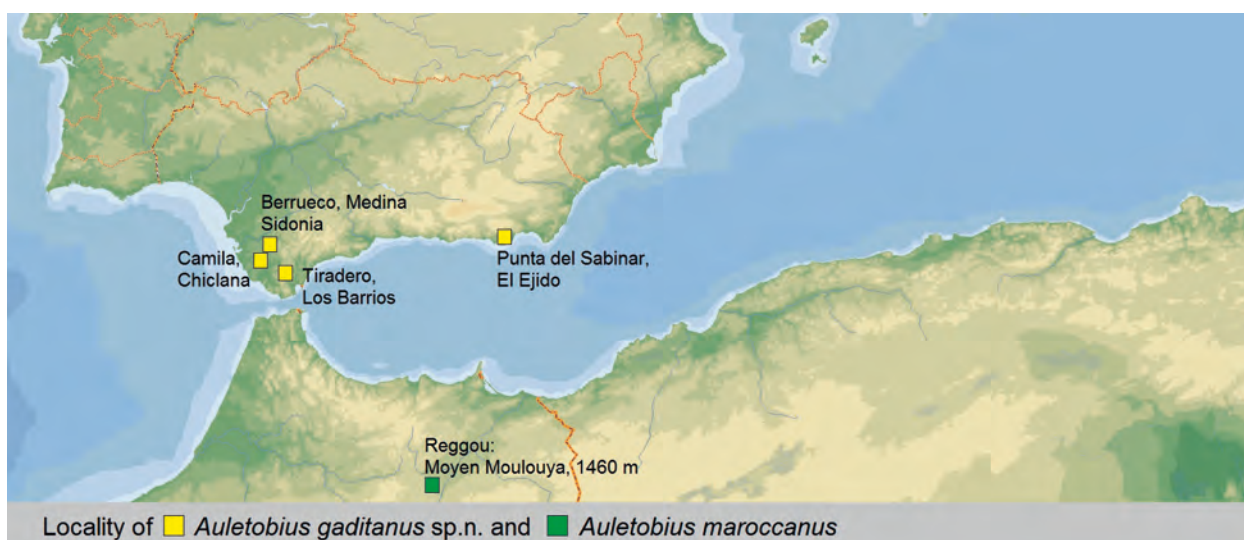 Berrueco, Medina
Sidonia
Camila,
Chiclana
Tiradero,
Los Barrios
Punta del Sabinar,
El Ejido
Reggou:
Moyen Moulouya, 1460 m
Locality of Auletobius gaditanus sp.n. and Auletobius maroccanus